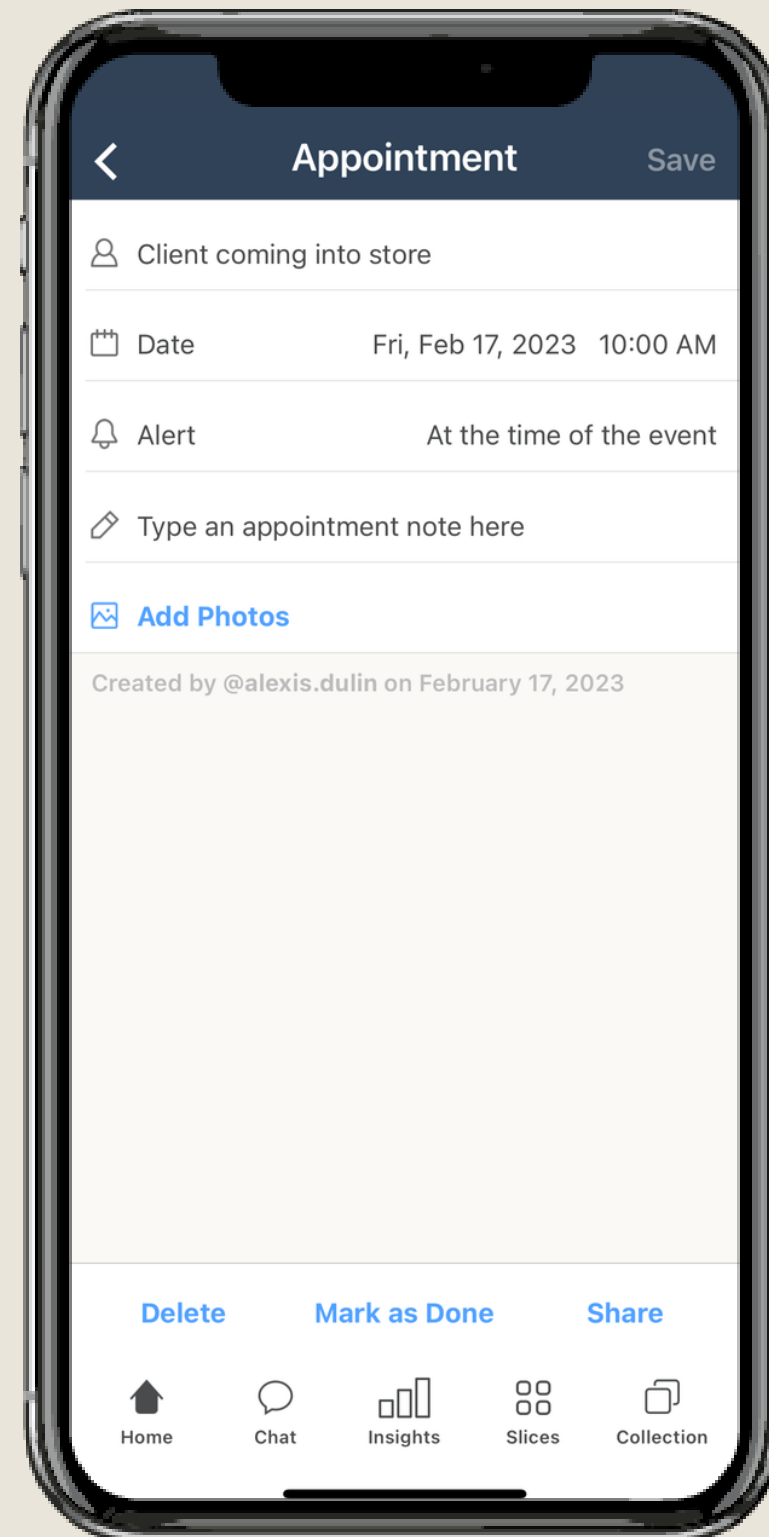 Appointment Save
Client coming into store
Date Fri, Feb 17, 2023 10:00 AM
Alert At the time of the event
Type an appointment note here
Add Photos
Created by @alexis.dulin on February 17, 2023
Delete Mark as Done Share
Home Chat Insights Slices Collection